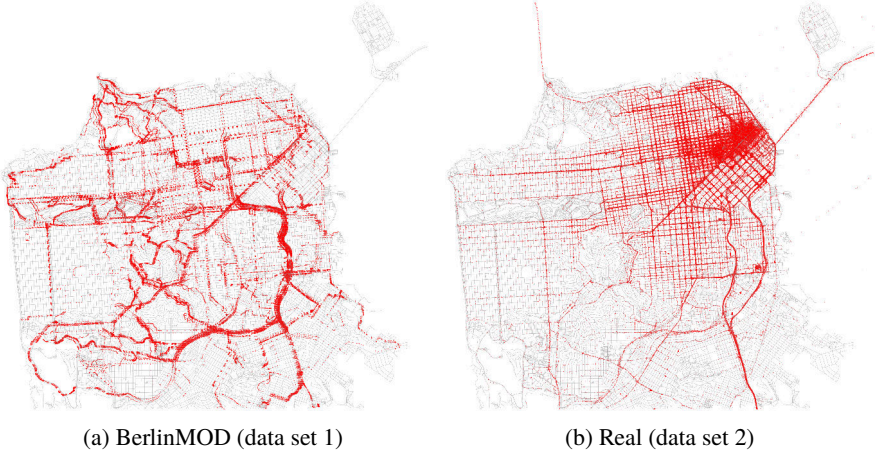 (a) BerlinMOD (data set 1)
(b) Real (data set 2)